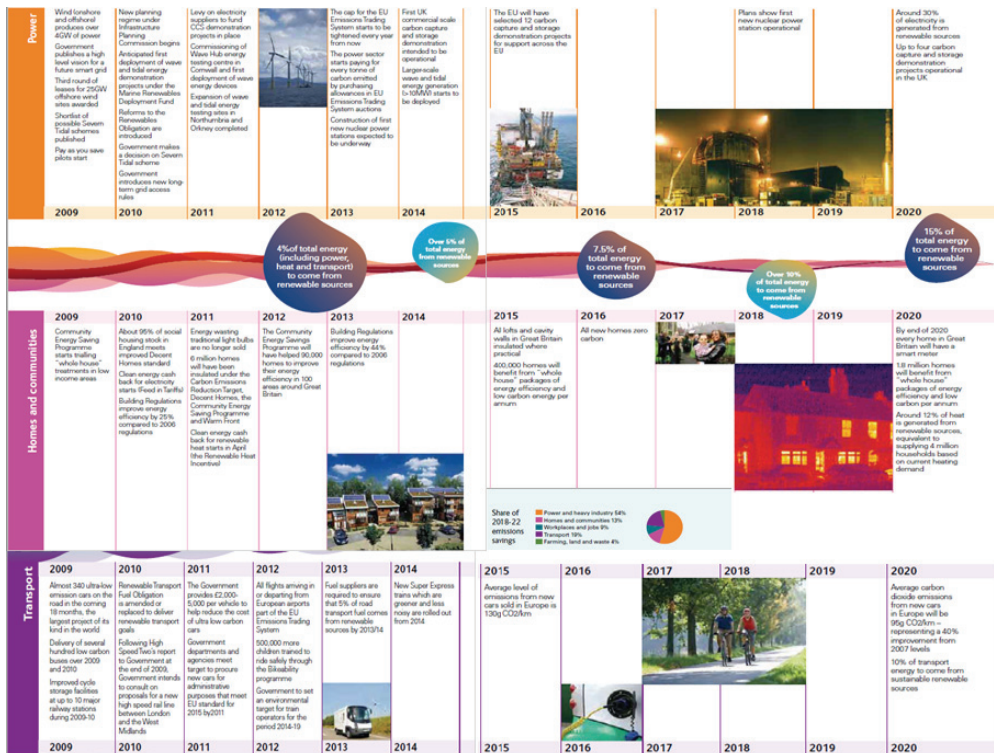 Power
Wind (onshore
and offshore)
produces over
4GW of power
Government
publishes a high
level vision for a
future smart grid
Third round of
leases for 25GW
offshore wind
sites awarded
Shortlist of
possible Severn
Tidal schemes
published
Pay as you save
pilots start
New planning
regime under
Infrastructure
Planning
Commission begins
Anticipated first
deployment of wave
and tidal energy
demonstration
projects under the
Marine Renewables
Deployment Fund
Reforms to the
Renewables
Obligation are
introduced
Government makes
a decision on Severn
Tidal scheme
Government
introduces new long-
term grid access
rules
Levy on electricity
suppliers to fund
CCS demonstration
projects in place
Commissioning of
Wave Hub energy
testing centre in
Cornwall and first
deployment of wave
energy devices
Expansion of wave
and tidal energy
testing sites in
Northumbria and
Orkney completed
The cap for the EU
Emissions Trading
System starts to be
tightened every year
from now
The power sector
starts paying for
every tonne of
carbon emitted
by purchasing
allowances in EU
Emissions Trading
System auctions
Construction of first
new nuclear power
stations expected to
be underway
First UK
commercial scale
carbon capture
and storage
demonstration
intended to be
operational
Larger-scale
wave and tidal
energy generation
(>10MW) starts to
be deployed
The EU will have
selected 12 carbon
capture and storage
demonstration projects
for support across the
EU
Plans show first
new nuclear power
station operational
Around 30%
of electricity is
generated from
renewable sources
Up to four carbon
capture and storage
demonstration
projects operational
in the UK
2009 2010 2011 2012 2013 2014 2015 2016 2017 2018 2019 2020
4% of total energy
(including power,
heat and transport)
to come from
renewable sources
Over 5% of
total energy
from renewable
sources
7.5% of
total energy
to come from
renewable
sources
Over 10%
of total energy
to come from
renewable
sources
15% of
total energy
to come from
renewable
sources
Homes and communities
2009 2010 2011 2012 2013 2014 2015 2016 2017 2018 2019 2020
Community
Energy Saving
Programme
starts trialling
"whole house"
treatments in low
income areas
About 95% of social
housing stock in
England meets
improved Decent
Homes standard
Clean energy cash
back for electricity
starts (Feed in Tariffs)
Building Regulations
improve energy
efficiency by 25%
compared to 2006
regulations
Energy wasting
traditional light bulbs
are no longer sold
6 million homes
will have been
insulated under the
Carbon Emissions
Reduction Target,
Decent Homes, the
Community Energy
Saving Programme
and Warm Front
Clean energy cash
back for renewable
heat starts in April
(the Renewable Heat
Incentive)
The Community
Energy Savings
Programme will
have helped 90,000
homes to improve
their energy
efficiency in 100
areas around Great
Britain
Building Regulations
improve energy
efficiency by 44%
compared to 2006
regulations
All lofts and cavity
walls in Great Britain
insulated where
practical
400,000 homes will
benefit from "whole
house" packages of
energy efficiency and
low carbon energy per
annum
All new homes zero
carbon
By end of 2020
every home in Great
Britain will have a
smart meter
1.8 million homes
will benefit from
"whole house"
packages of energy
efficiency and low
carbon per annum
Around 12% of heat
is generated from
renewable sources,
equivalent to
supplying 4 million
households based
on current heating
demand
Share of
2018-22
emissions
savings
Power and heavy industry 54%
Homes and communities 13%
Workplaces and jobs 9%
Transport 19%
Farming, land and waste 4%
Transport
2009 2010 2011 2012 2013 2014 2015 2016 2017 2018 2019 2020
Almost 340 ultra-low
emission cars on the
road in the coming
18 months, the
largest project of its
kind in the world
Delivery of several
hundred low carbon
buses over 2009
and 2010
Improved cycle
storage facilities
at up to 10 major
railway stations
during 2009-10
Renewable Transport
Fuel Obligation
is amended or
replaced to deliver
renewable transport
goals
Following High
Speed Two's report
to Government at
the end of 2009,
Government intends
to consult on
proposals for a new
high speed rail line
between London
and the West
Midlands
The Government
provides £2,000-
5,000 per vehicle to
help reduce the cost
of ultra low carbon
cars
Government
departments and
agencies meet
target to procure
new cars for
administrative
purposes that meet
EU standard for
2015 by2011
All flights arriving in
or departing from
European airports
part of the EU
Emissions Trading
System
500,000 more
children trained to
ride safely through
the Bikeability
programme
Government to set
an environmental
target for train
operators for the
period 2014-19
Fuel suppliers are
required to ensure
that 5% of road
transport fuel comes
from renewable
sources by 2013/14
New Super Express
trains which are
greener and less
noisy are rolled out
from 2014
Average level of
emissions from new
cars sold in Europe is
130g CO2/km
Average carbon
dioxide emissions
from new cars
in Europe will be
95g CO2/km –
representing a 40%
improvement from
2007 levels
10% of transport
energy to come from
sustainable renewable
sources
2009 2010 2011 2012 2013 2014 2015 2016 2017 2018 2019 2020